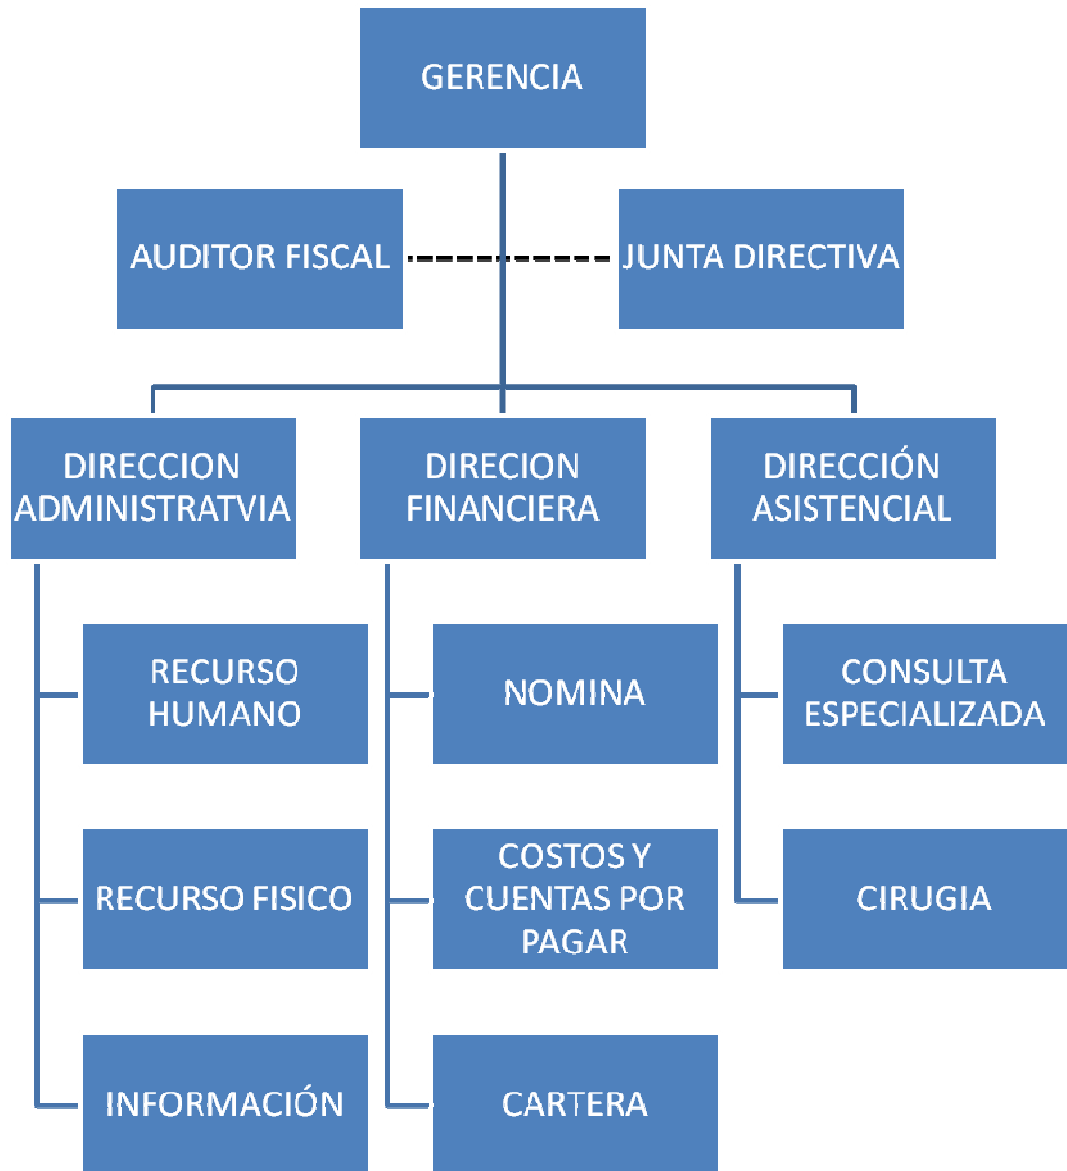 GERENCIA
AUDITOR FISCAL
JUNTA DIRECTIVA
DIRECCION
ADMINISTRATVIA
DIRECION
FINANCIERA
DIRECCIÓN
ASISTENCIAL
RECURSO
HUMANO
NOMINA
CONSULTA
ESPECIALIZADA
RECURSO FISICO
COSTOS Y
CUENTAS POR
PAGAR
CIRUGIA
INFORMACIÓN
CARTERA